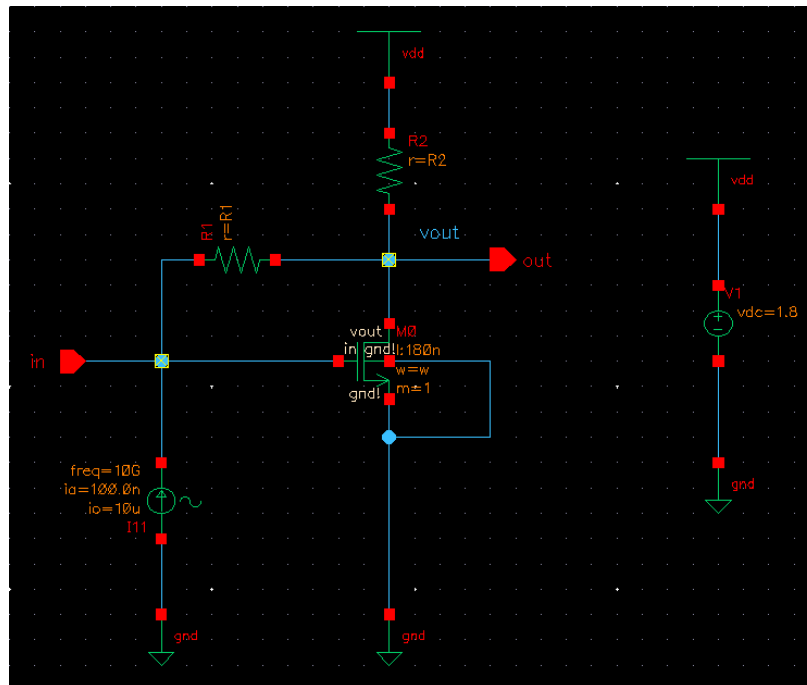 vdd
R2
r=R2
vdd
R1
r=R1
vout
out
V1
vdc=1.8
vout
M0
in gnd! l:180n
w=w
gnd!
m=1
in
freq=10G
ia=100.0n
io=10u
I11
gnd
gnd
gnd